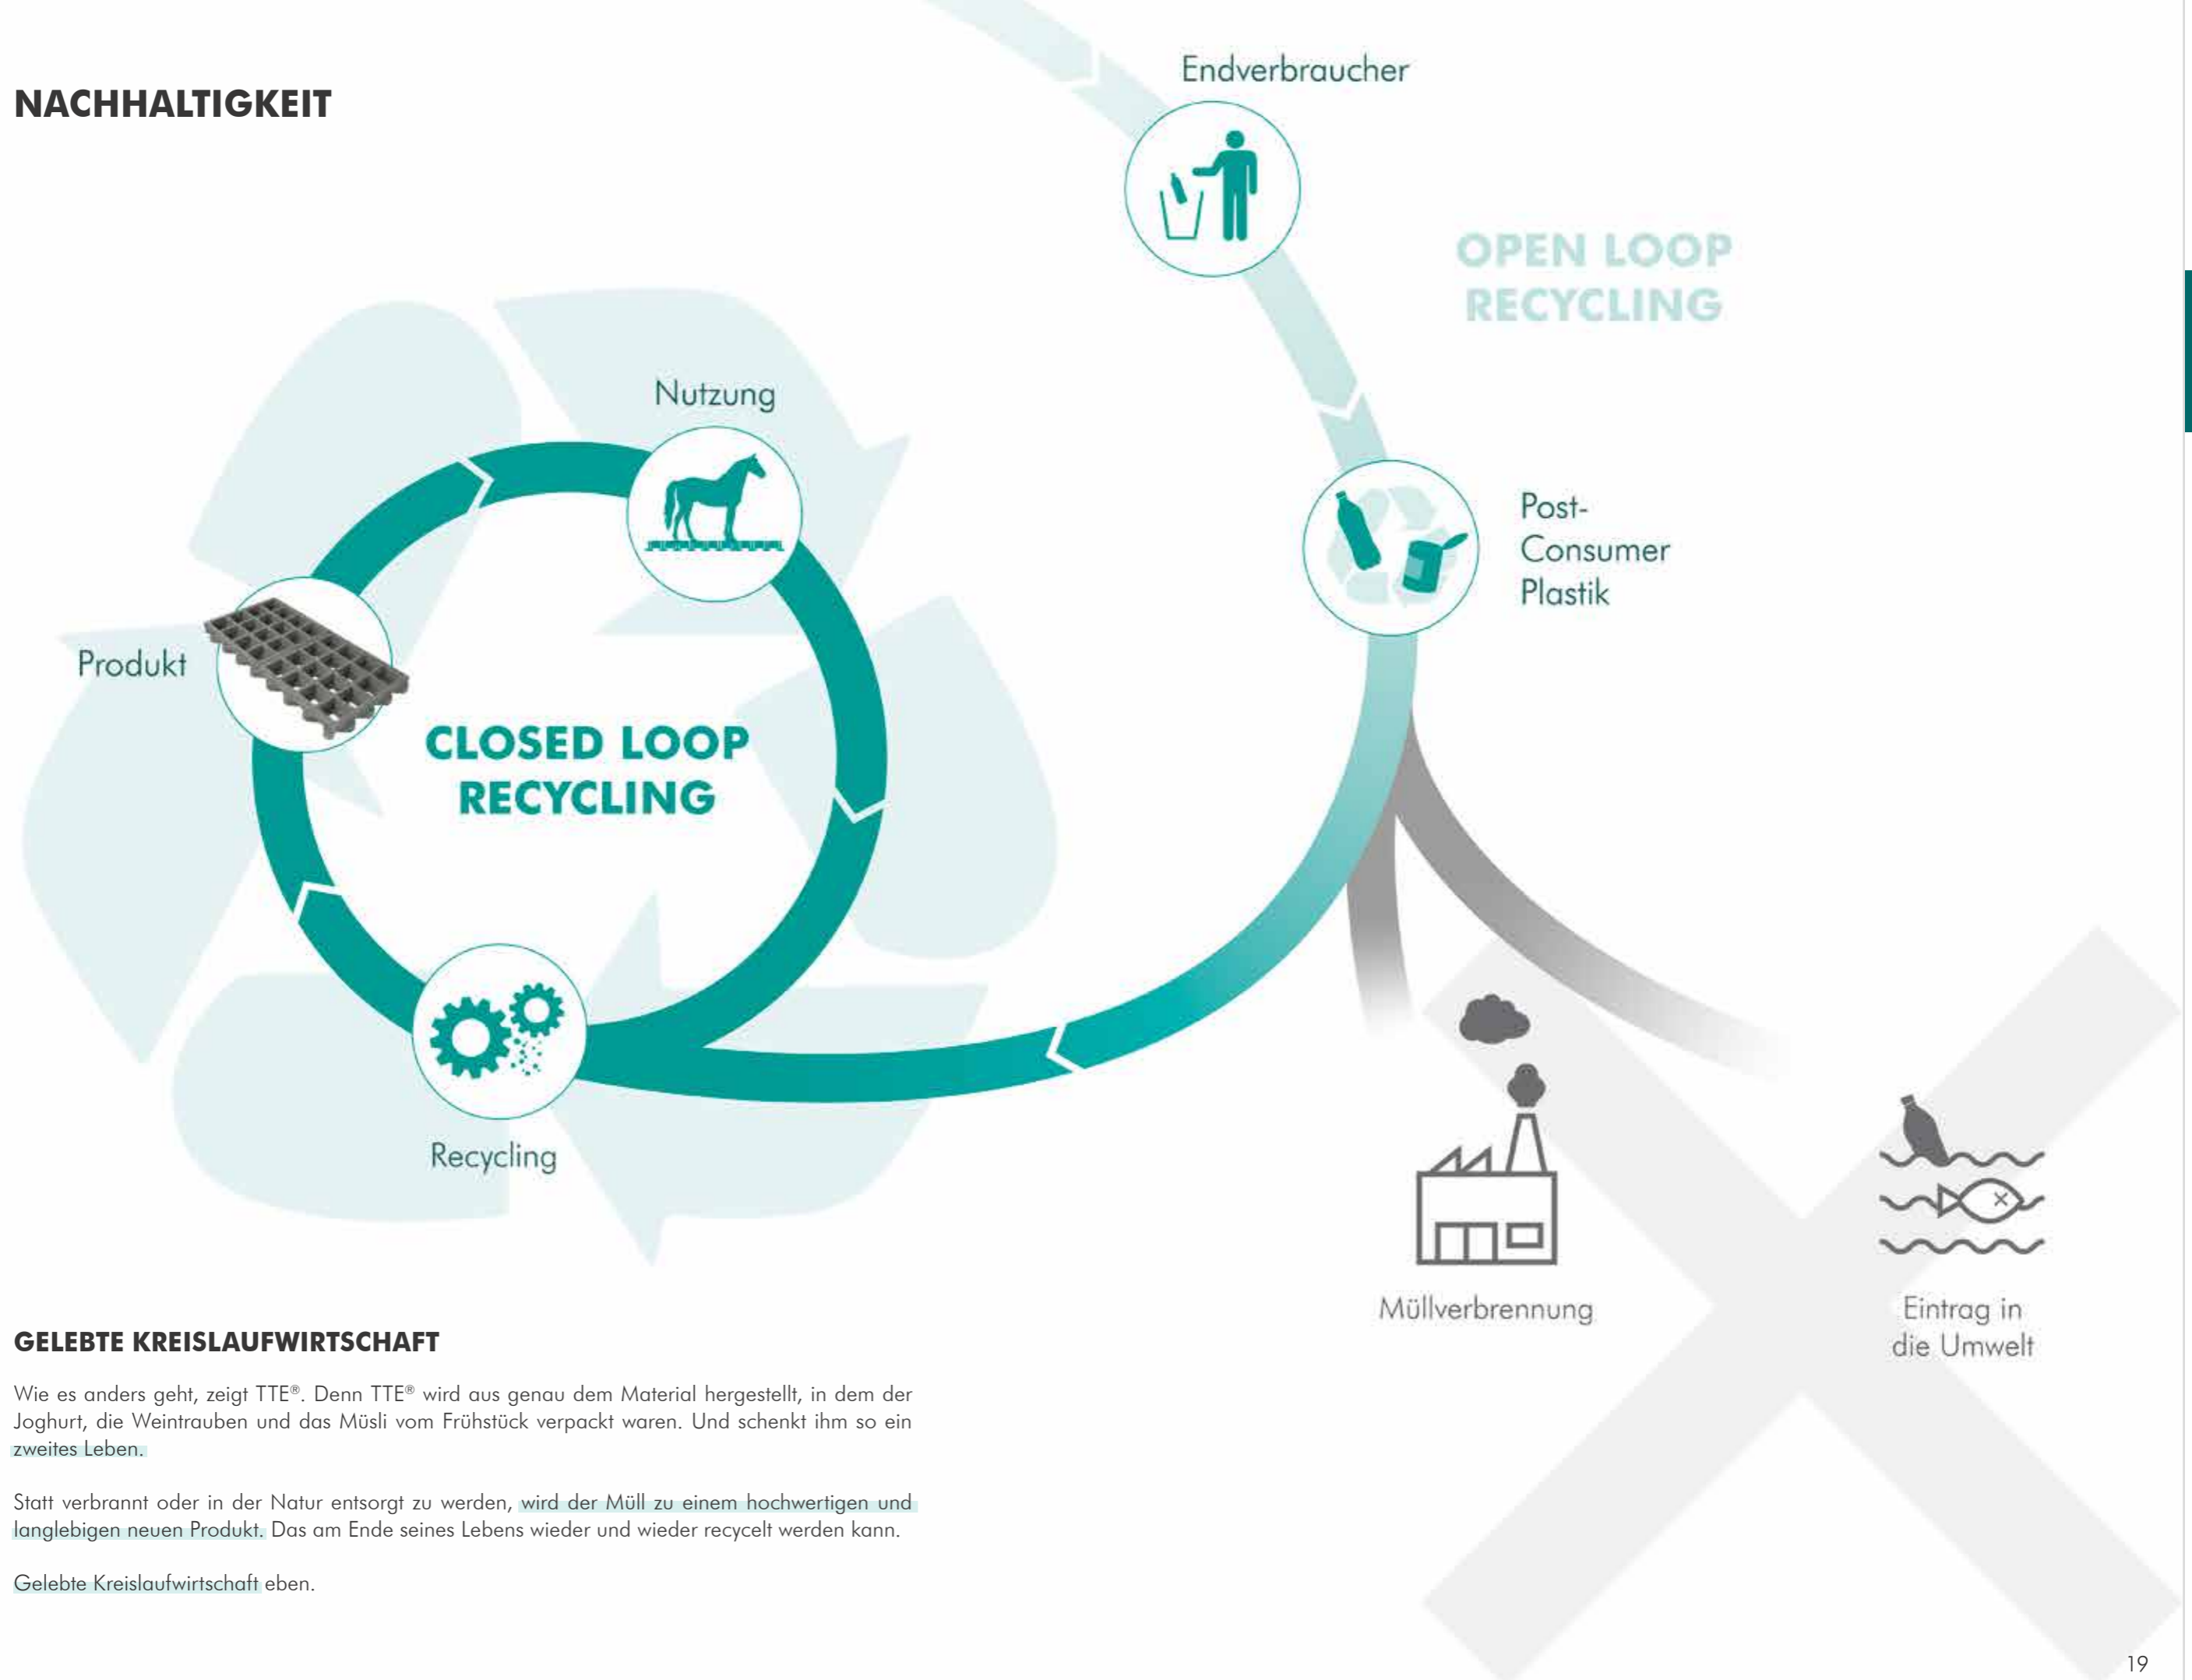 NACHHALTIGKEIT
Endverbraucher
OPEN LOOP
RECYCLING
Nutzung
Post-
Consumer
Plastik
Produkt
CLOSED LOOP
RECYCLING
Recycling
Müllverbrennung
Eintrag in
die Umwelt
GELEBTE KREISLAUFWIRTSCHAFT
Wie es anders geht, zeigt TTE®. Denn TTE® wird aus genau dem Material hergestellt, in dem der
Joghurt, die Weintrauben und das Müsli vom Frühstück verpackt waren. Und schenkt ihm so ein
zweites Leben.
Statt verbrannt oder in der Natur entsorgt zu werden, wird der Müll zu einem hochwertigen und
langlebigen neuen Produkt. Das am Ende seines Lebens wieder und wieder recycelt werden kann.
Gelebte Kreislaufwirtschaft eben.
19